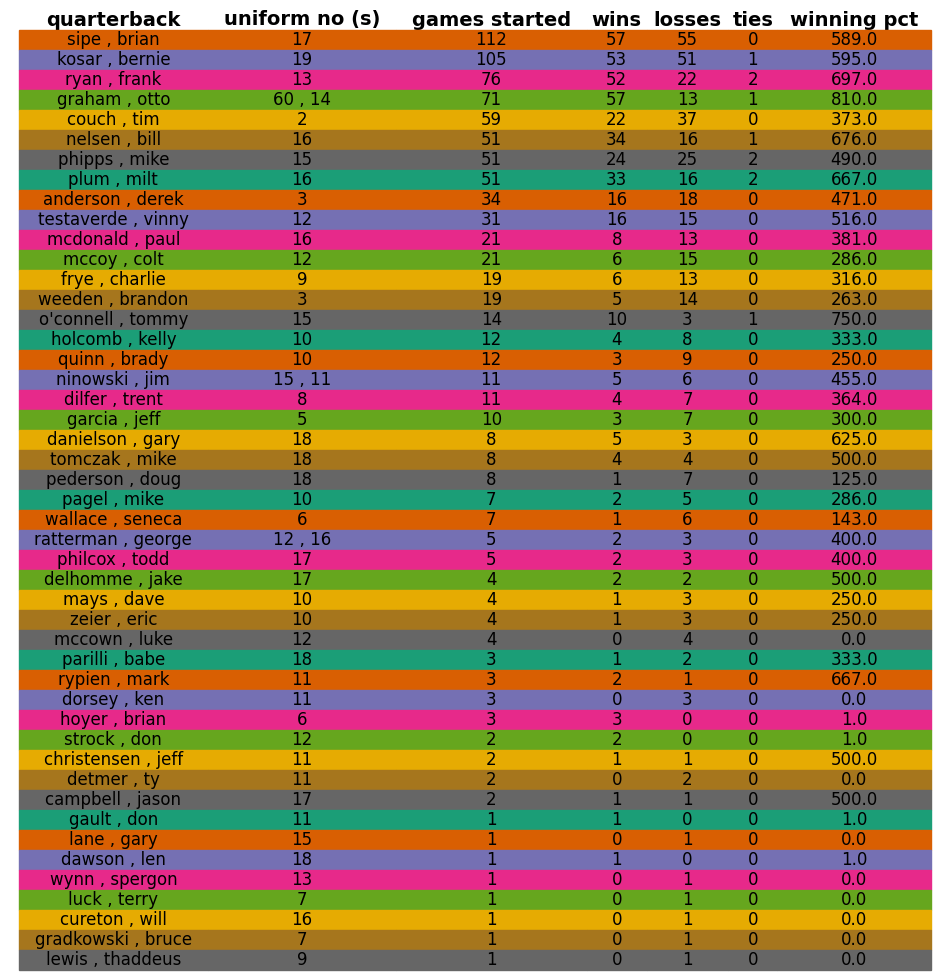 quarterback uniform no (s) games started wins losses ties winning pct
sipe , brian 17 112 57 55 0 589.0
kosar , bernie 19 105 53 51 1 595.0
ryan , frank 13 76 52 22 2 697.0
graham , otto 60 , 14 71 57 13 1 810.0
couch , tim 2 59 22 37 0 373.0
nelsen , bill 16 51 34 16 1 676.0
phipps , mike 15 51 24 25 2 490.0
plum , milt 16 51 33 16 2 667.0
anderson , derek 3 34 16 18 0 471.0
testaverde , vinny 12 31 16 15 0 516.0
mcdonald , paul 16 21 8 13 0 381.0
mccoy , colt 12 21 6 15 0 286.0
frye , charlie 9 19 6 13 0 316.0
weeden , brandon 3 19 5 14 0 263.0
o'connell , tommy 15 14 10 3 1 750.0
holcomb , kelly 10 12 4 8 0 333.0
quinn , brady 10 12 3 9 0 250.0
ninowski , jim 15 , 11 11 5 6 0 455.0
dilfer , trent 8 11 4 7 0 364.0
garcia , jeff 5 10 3 7 0 300.0
danielson , gary 18 8 5 3 0 625.0
tomczak , mike 18 8 4 4 0 500.0
pederson , doug 18 8 1 7 0 125.0
pagel , mike 10 7 2 5 0 286.0
wallace , seneca 6 7 1 6 0 143.0
ratterman , george 12 , 16 5 2 3 0 400.0
philcox , todd 17 5 2 3 0 400.0
delhomme , jake 17 4 2 2 0 500.0
mays , dave 10 4 1 3 0 250.0
zeier , eric 10 4 1 3 0 250.0
mccown , luke 12 4 0 4 0 0.0
parilli , babe 18 3 1 2 0 333.0
rypien , mark 11 3 2 1 0 667.0
dorsey , ken 11 3 0 3 0 0.0
hoyer , brian 6 3 3 0 0 1.0
strock , don 12 2 2 0 0 1.0
christensen , jeff 11 2 1 1 0 500.0
detmer , ty 11 2 0 2 0 0.0
campbell , jason 17 2 1 1 0 500.0
gault , don 11 1 1 0 0 1.0
lane , gary 15 1 0 1 0 0.0
dawson , len 18 1 1 0 0 1.0
wynn , spergon 13 1 0 1 0 0.0
luck , terry 7 1 0 1 0 0.0
cureton , will 16 1 0 1 0 0.0
gradkowski , bruce 7 1 0 1 0 0.0
lewis , thaddeus 9 1 0 1 0 0.0